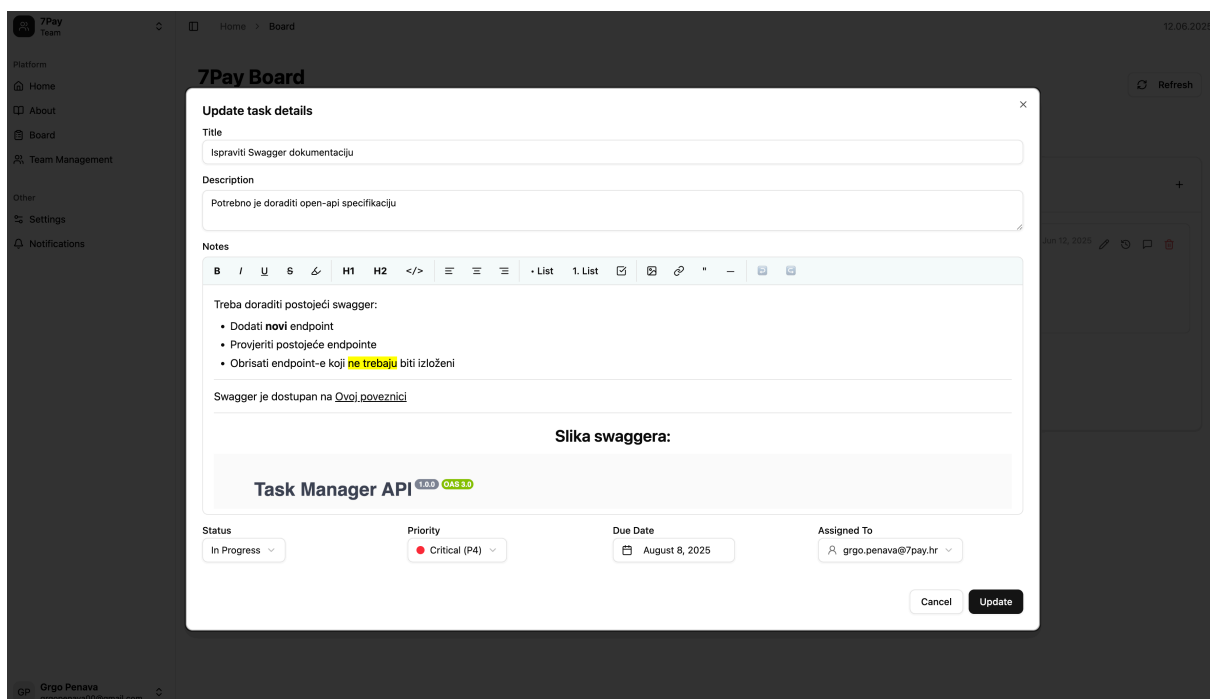 7Pay
Team
Home > Board
12.06.2025
Platform
Home
About
Board
Team Management
Other
Settings
Notifications
7Pay Board
Refresh
Jun 13, 2025
Update task details
Title
Ispraviti Swagger dokumentaciju
Description
Potrebno je doraditi open-api specifikaciju
Notes
B I U S H1 H2 </> • List 1. List " —
Treba doraditi postojeći swagger:
• Dodati novi endpoint
• Provjeriti postojeće endpointe
• Obrisati endpoint-e koji ne trebaju biti izloženi
Swagger je dostupan na Ovoj poveznici
Slika swaggera:
Task Manager API 1.0.0 OAS 3.0
Status Priority Due Date Assigned To
In Progress Critical (P4) August 8, 2025 grgo.penava@7pay.hr
Cancel Update
GP Grgo Penava